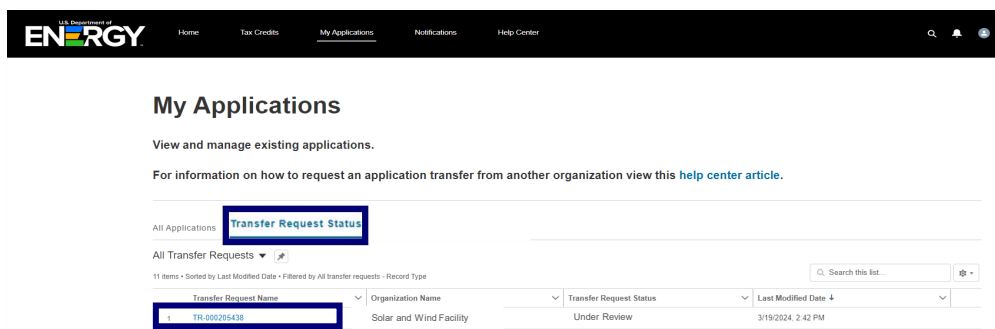 U.S. Department of
ENERGY
Home Tax Credits My Applications Notifications Help Center
My Applications
View and manage existing applications.
For information on how to request an application transfer from another organization view this help center article.
All Applications Transfer Request Status
All Transfer Requests
11 items • Sorted by Last Modified Date • Filtered by All transfer requests - Record Type
Search this list...
Transfer Request Name Organization Name Transfer Request Status Last Modified Date
1 TR-000205438 Solar and Wind Facility Under Review 3/19/2024, 2:42 PM